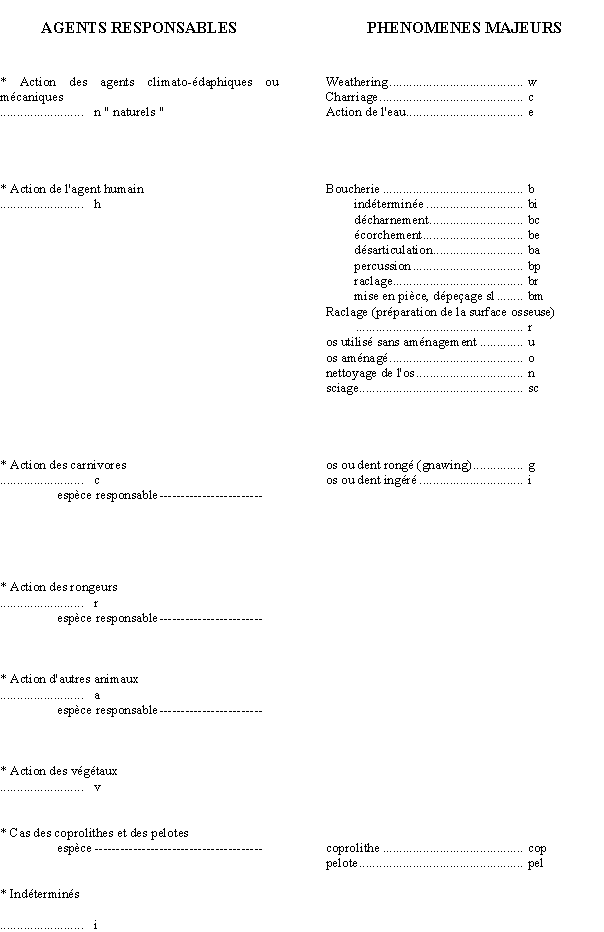 AGENTS RESPONSABLES
PHENOMENES MAJEURS
* Action des agents climato-édaphiques ou
mécaniques
......................... n " naturels "
Weathering........................................ w
Charriage........................................... c
Action de l'eau................................... e
* Action de l'agent humain
......................... h
Boucherie .......................................... b
indéterminée ............................. bi
décharnement............................ bc
écorchement.............................. be
désarticulation........................... ba
percussion ................................. bp
raclage....................................... br
mise en pièce, dépeçage sl ........ bm
Raclage (préparation de la surface osseuse)
.................................................. r
os utilisé sans aménagement ............. u
os aménagé........................................ o
nettoyage de l'os................................ n
sciage................................................. sc
* Action des carnivores
......................... c
espèce responsable ------------------------
os ou dent rongé (gnawing)............... g
os ou dent ingéré ............................... i
* Action des rongeurs
......................... r
espèce responsable ------------------------
* Action d'autres animaux
......................... a
espèce responsable ------------------------
* Action des végétaux
......................... v
* Cas des coprolithes et des pelotes
espèce ---------------------------------------
coprolithe .......................................... cop
pelote................................................. pel
* Indéterminés
......................... i